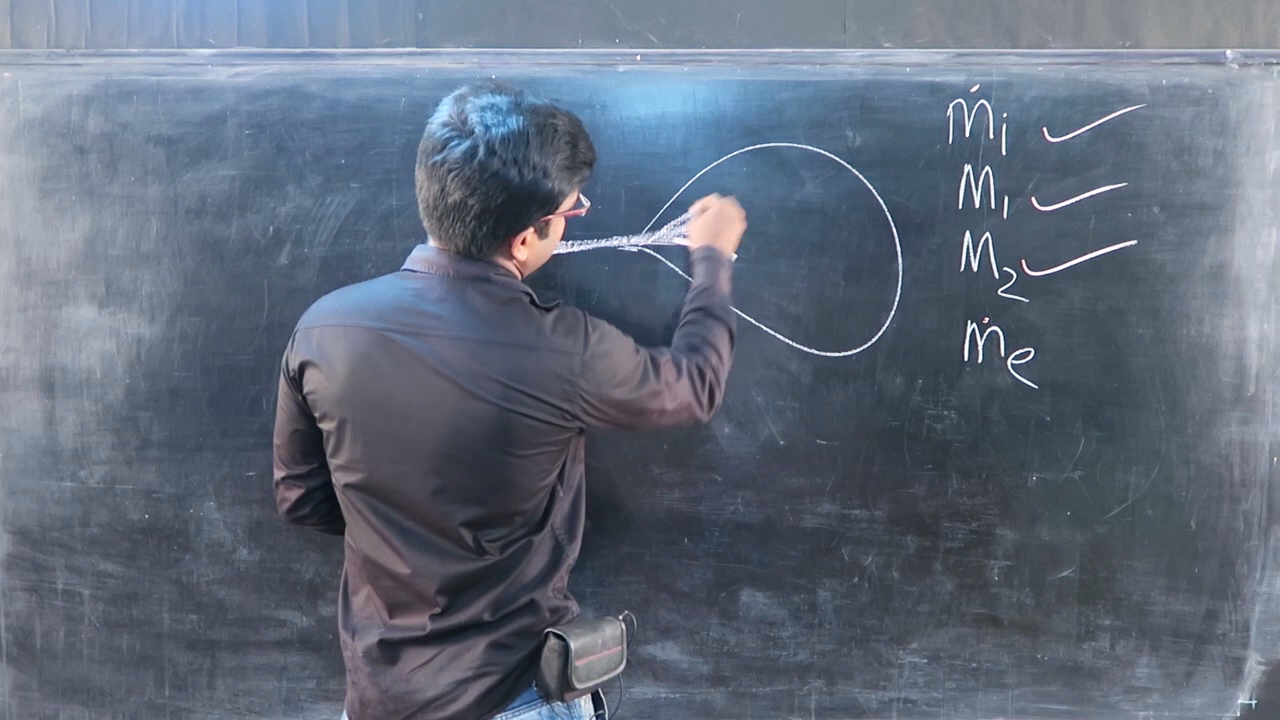 ṁi ✓
m1 ✓
m2 ✓
ṁe